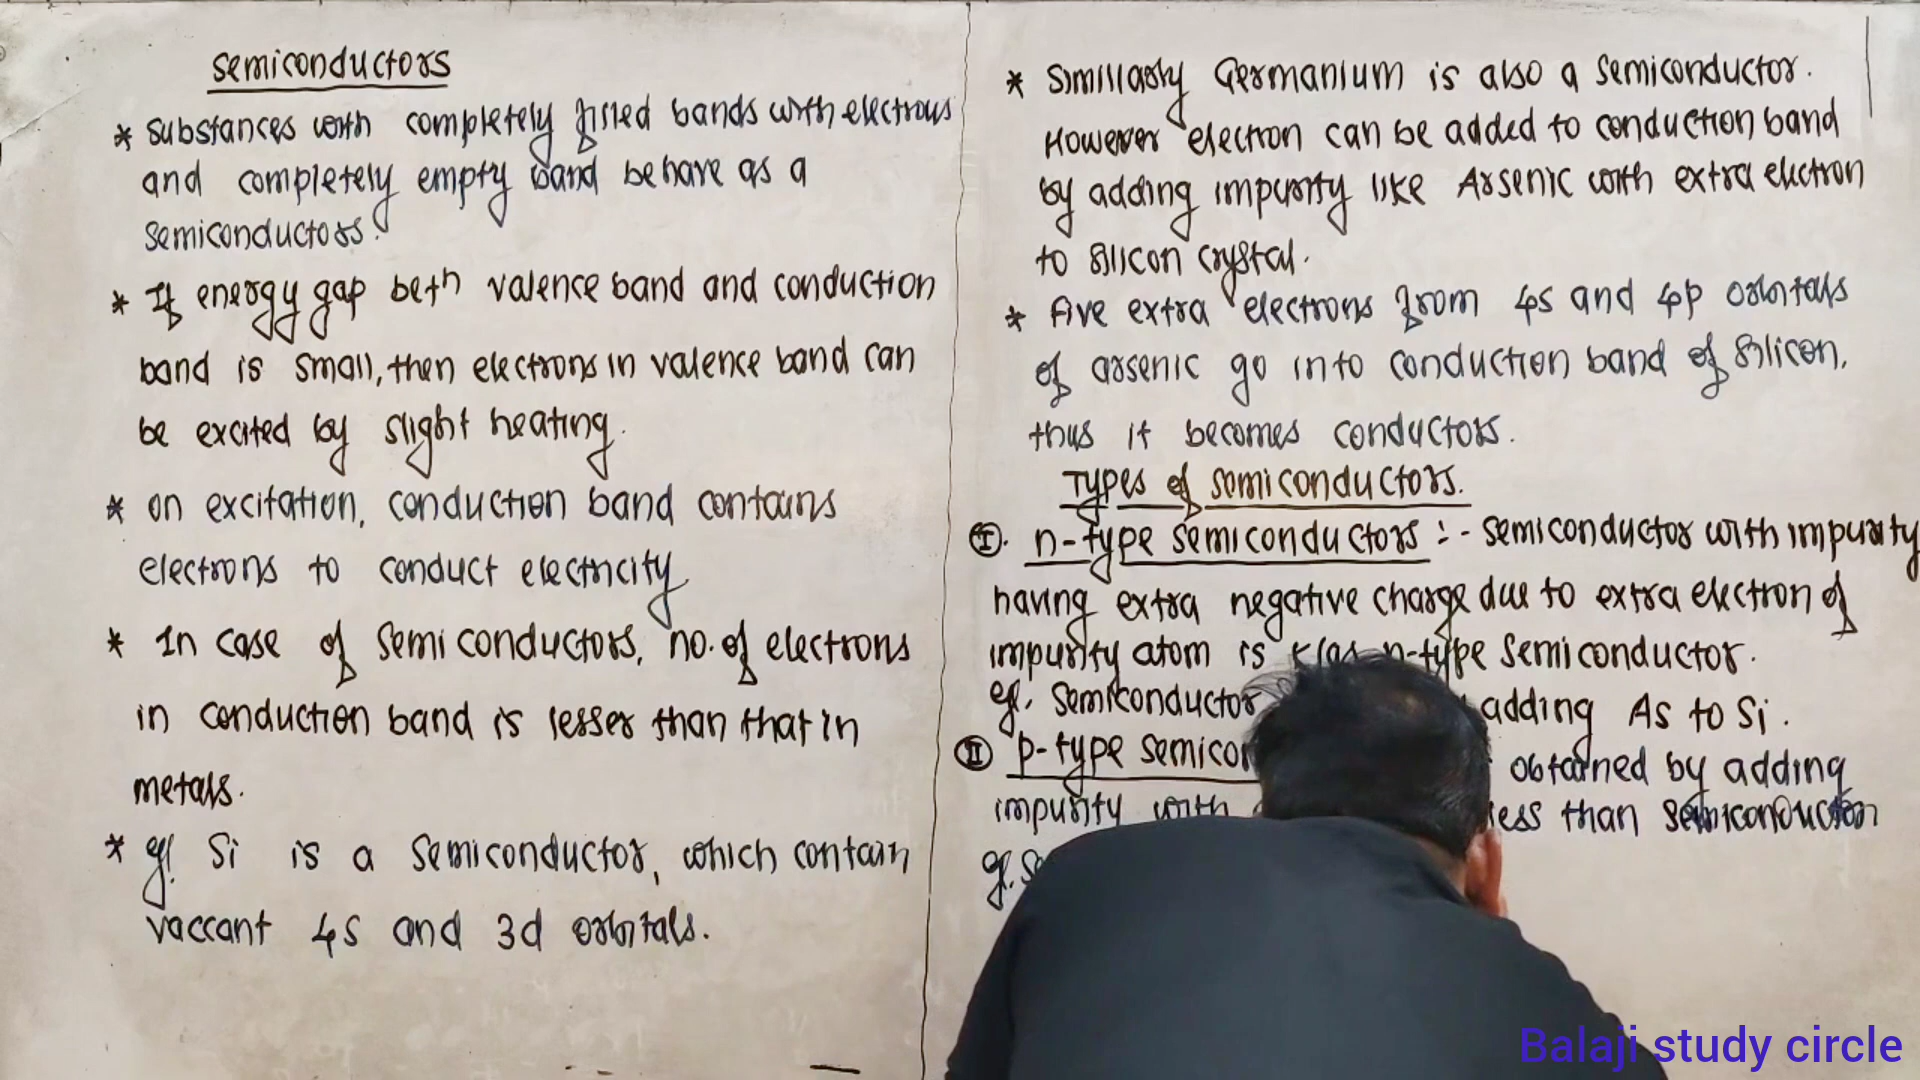 Semiconductors
* Substances with completely filled bands with electrons
and completely empty band behave as a
semiconductors.
* If energy gap betn valence band and conduction
band is small, then electrons in valence band can
be excited by slight heating.
* on excitation, conduction band contains
electrons to conduct electricity
* In case of semiconductors, no. of electrons
in conduction band is lesser than that in
metals.
* eg. Si is a semiconductor, which contain
vaccant 4s and 3d orbitals.
* Simillarly Germanium is also a semiconductor.
However electron can be added to conduction band
by adding impurity like Arsenic with extra electron
to silicon crystal.
* Five extra electrons from 4s and 4p orbitals
of arsenic go into conduction band of silicon,
thus it becomes conductors.
Types of semiconductors.
I. n-type semiconductors :- semiconductor with impurity
having extra negative charge due to extra electron of
impurity atom is k/as n-type semiconductor.
eg. semiconductor adding As to Si.
II p-type obtained by adding
impurity with less than semiconductor
eg.
Balaji study circle